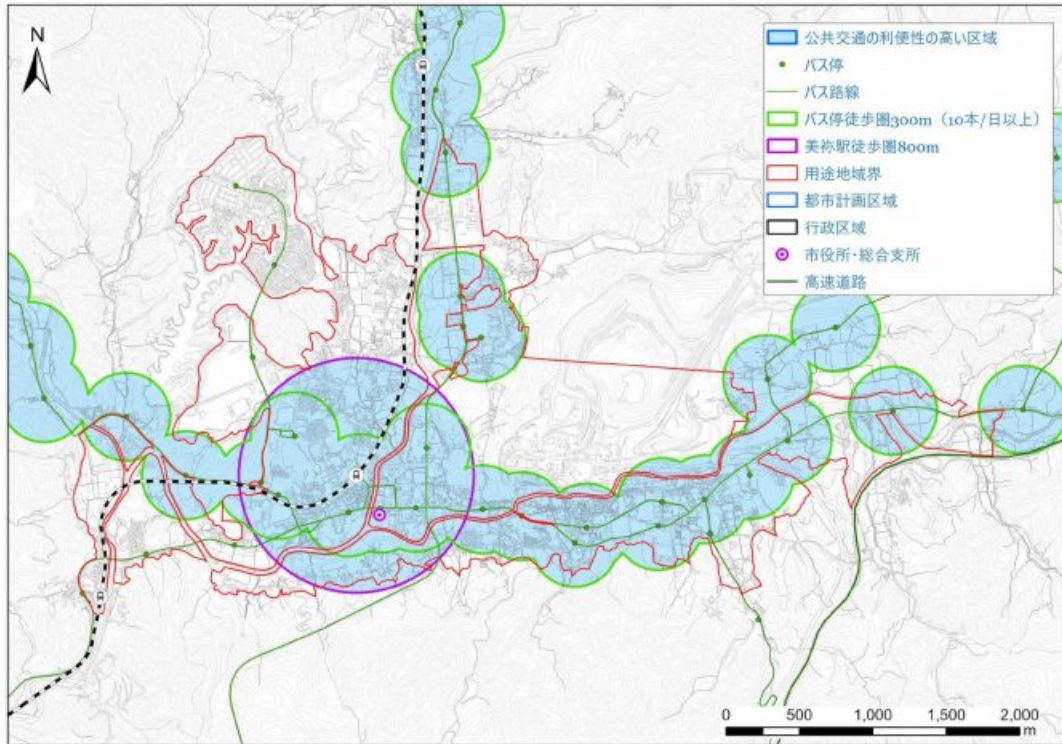 N
公共交通の利便性の高い区域
バス停
バス路線
バス停徒歩圏300m（10本/日以上）
美祢駅徒歩圏800m
用途地域界
都市計画区域
行政区域
市役所・総合支所
高速道路
0 500 1,000 1,500 2,000
m